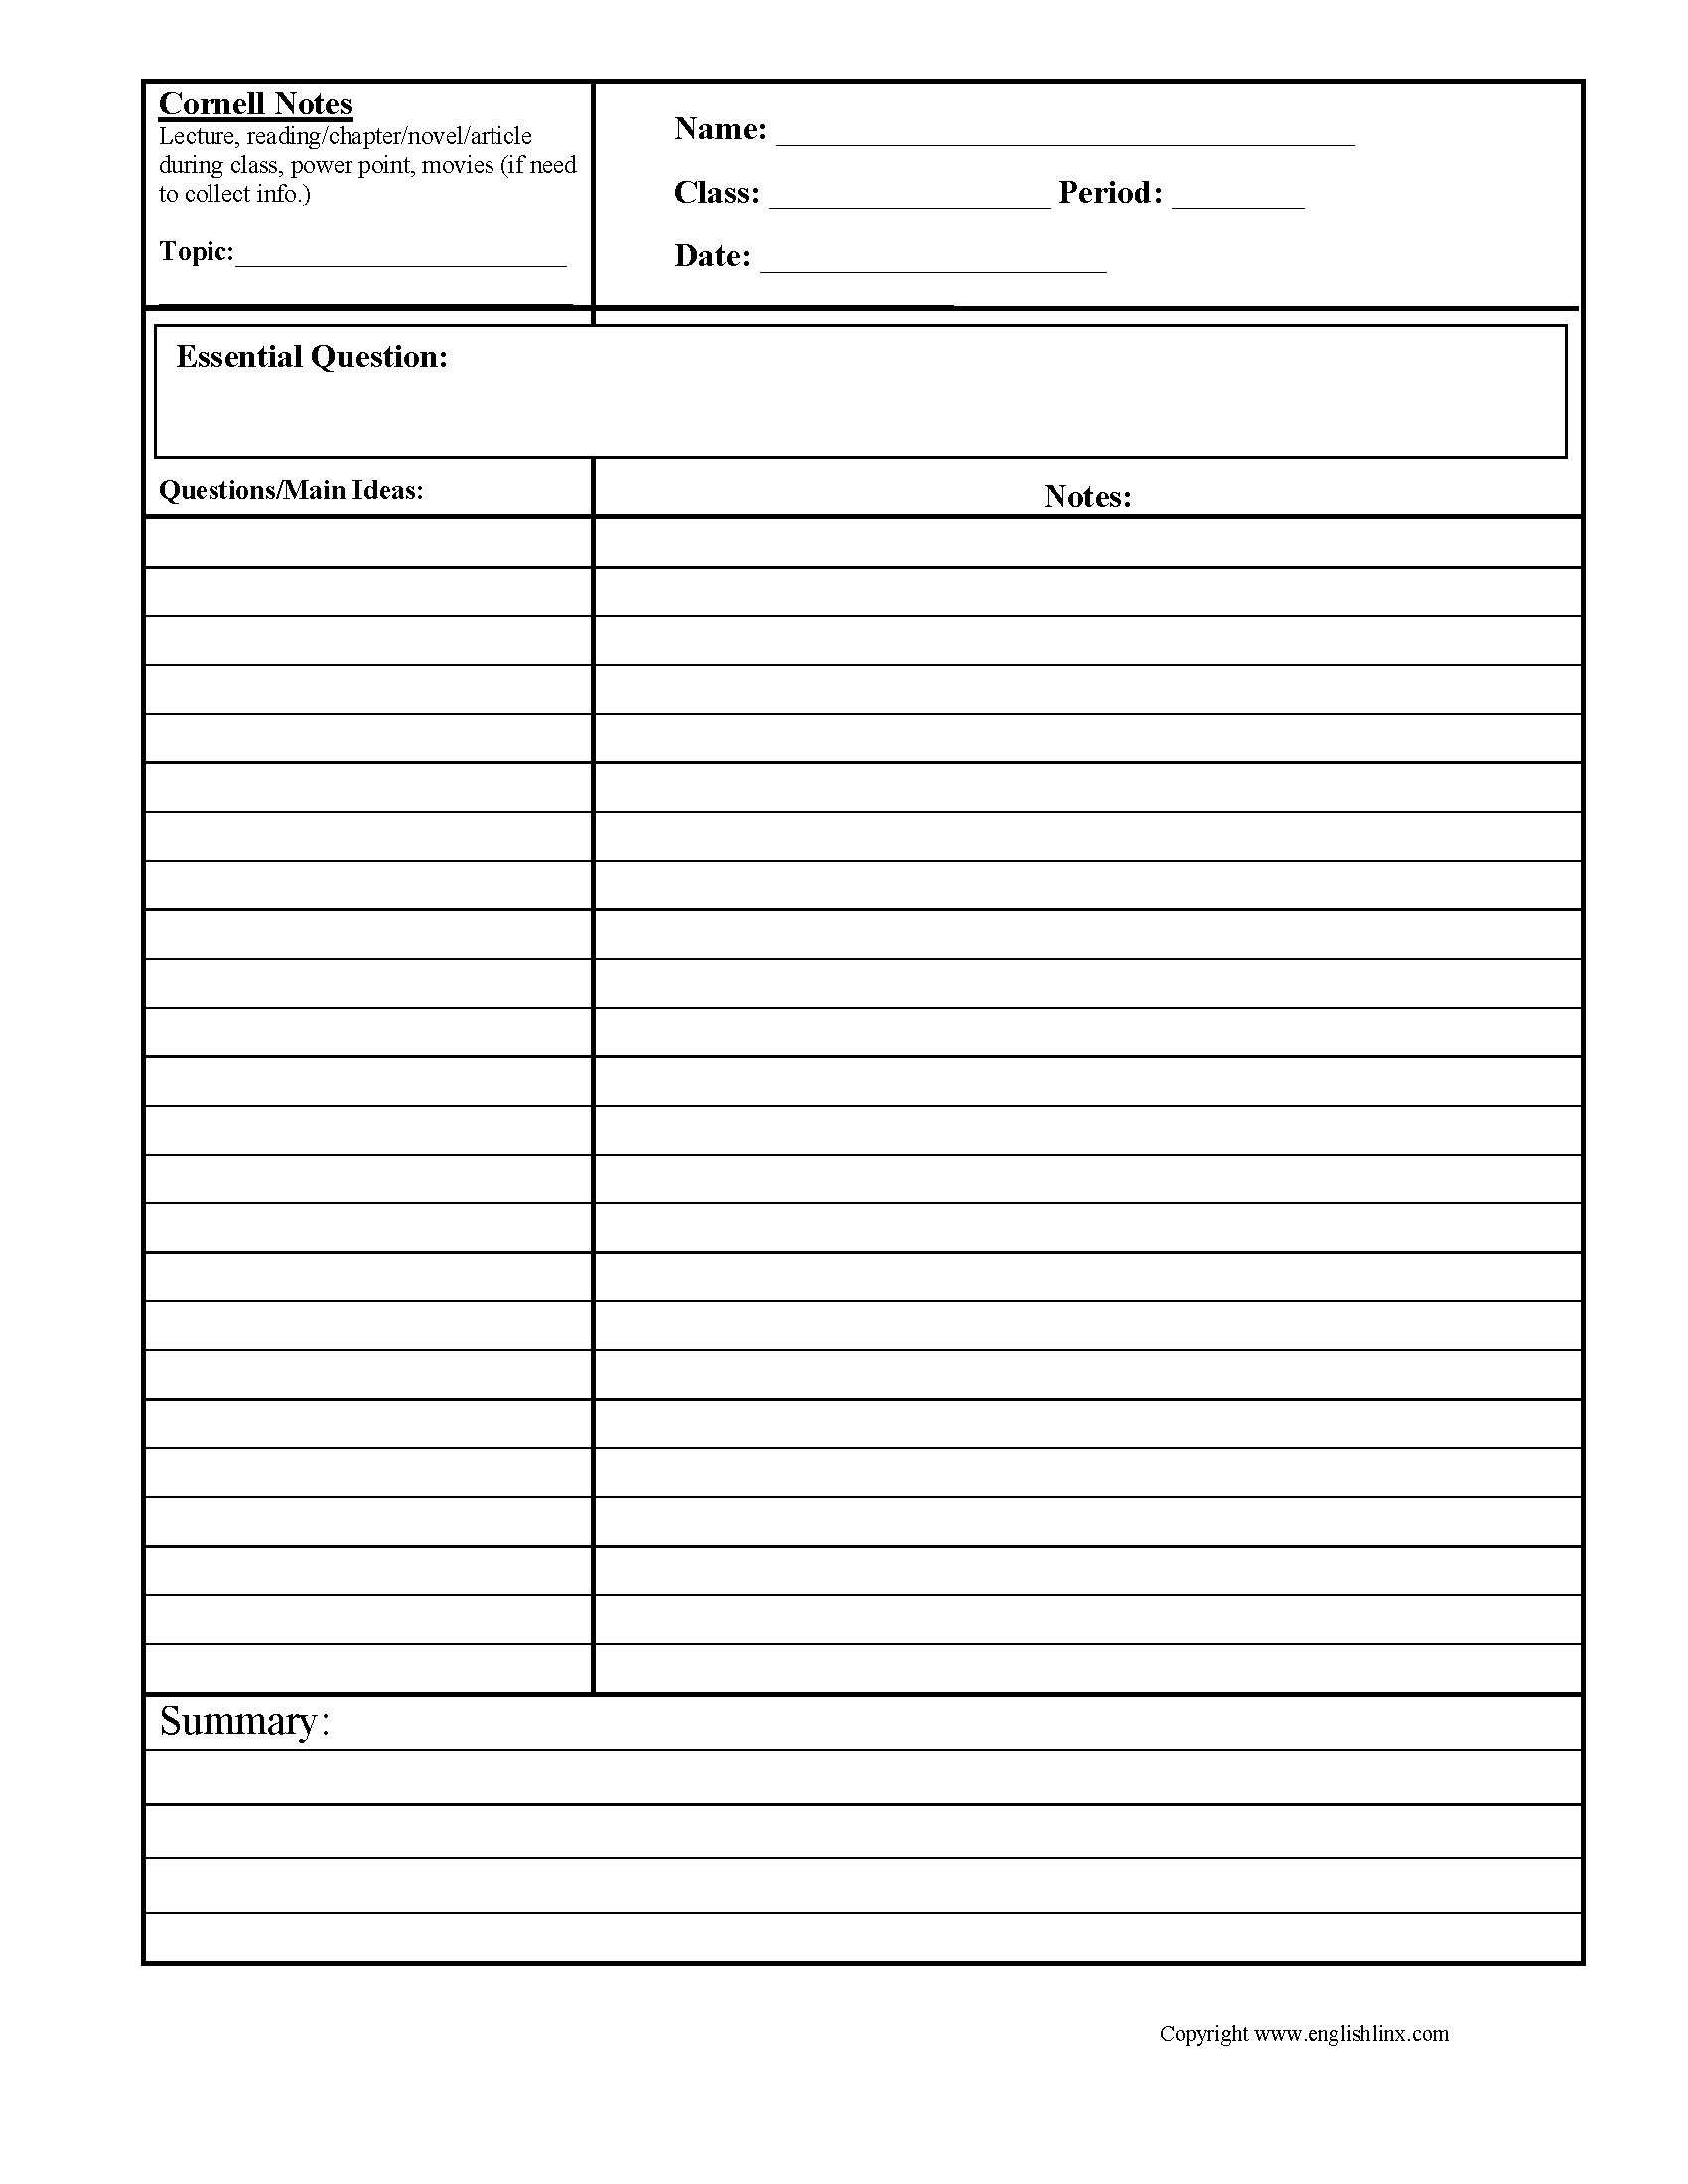 Cornell Notes
Lecture, reading/chapter/novel/article
during class, power point, movies (if need
to collect info.)
Topic:
Name:
Class: Period:
Date:
Essential Question:
Questions/Main Ideas:
Notes:
Summary:
Copyright www.englishlinx.com